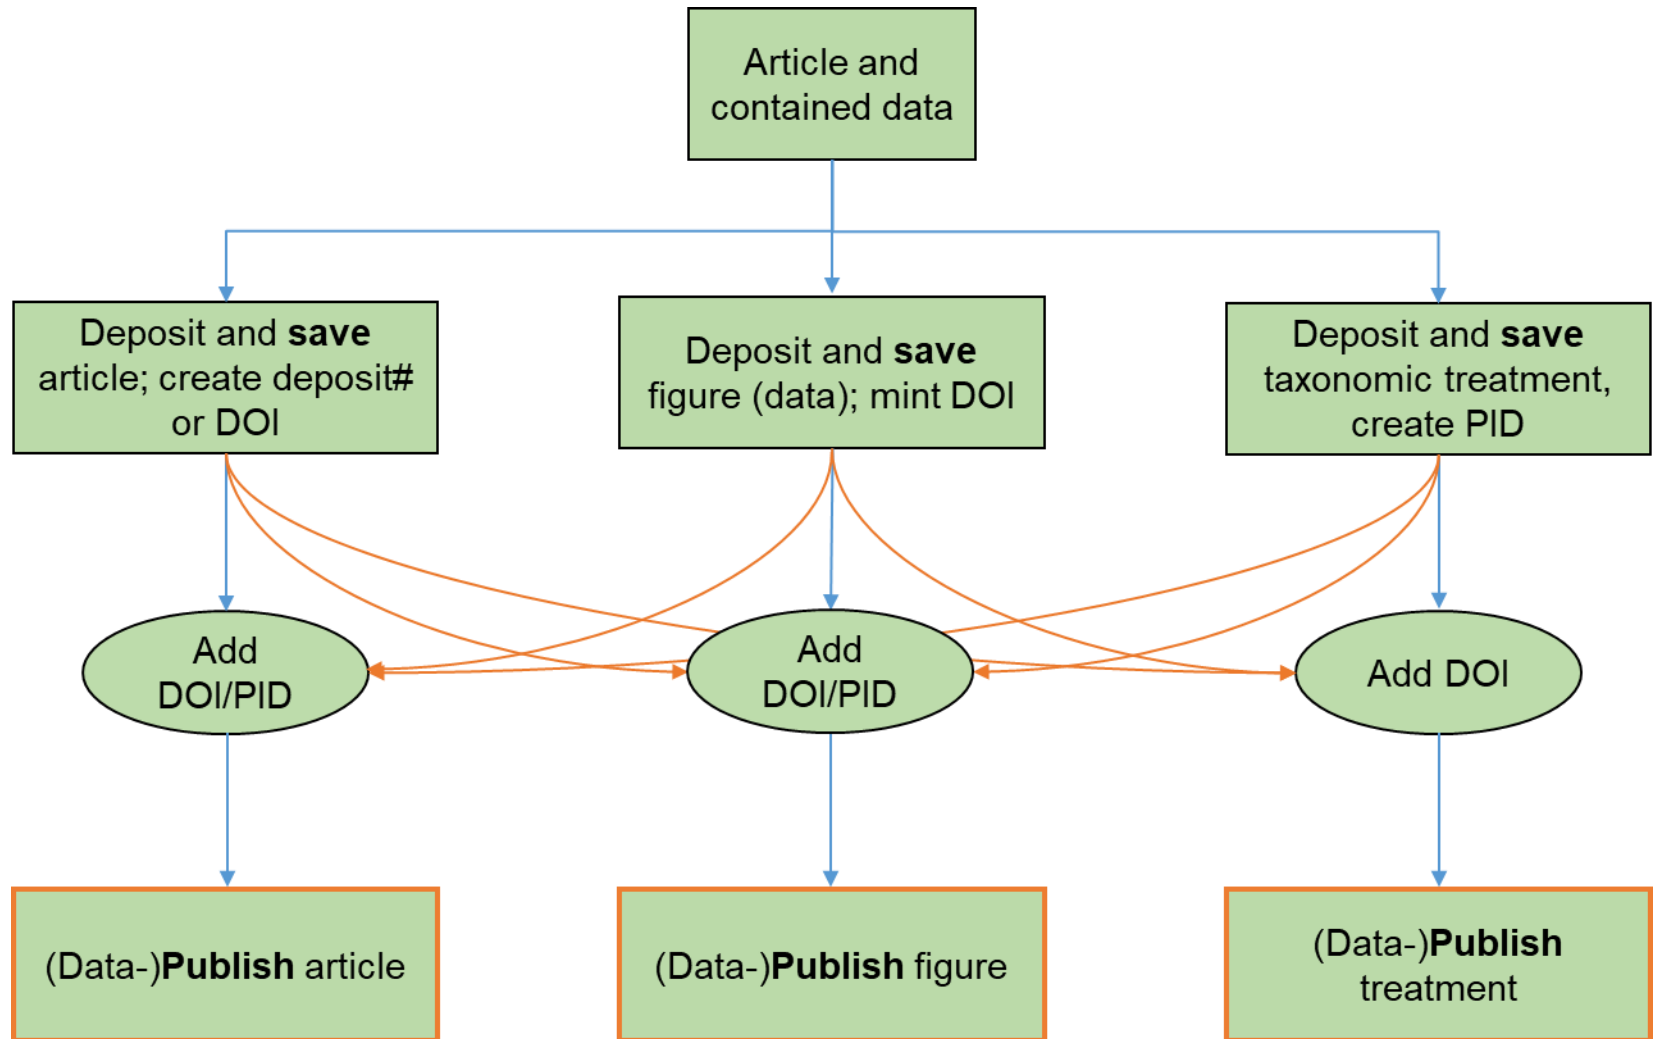 Article and
contained data
Deposit and save
article; create deposit#
or DOI
Deposit and save
figure (data); mint DOI
Deposit and save
taxonomic treatment,
create PID
Add
DOI/PID
Add
DOI/PID
Add DOI
(Data-)Publish article
(Data-)Publish figure
(Data-)Publish
treatment